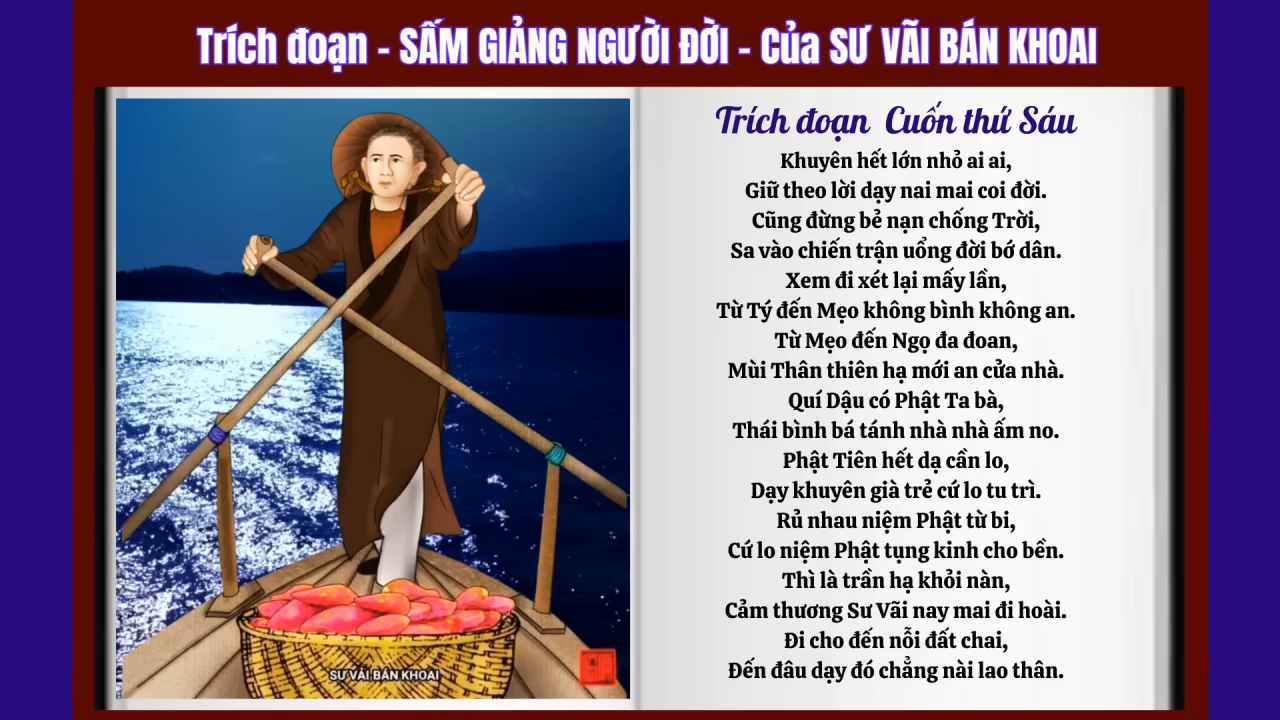 Trích đoạn - SẤM GIẢNG NGƯỜI ĐỜI - Của SƯ VÃI BÁN KHOAI
Trích đoạn Cuốn thứ Sáu
Khuyên hết lớn nhỏ ai ai,
Giữ theo lời dạy nai mai coi đời.
Cũng đừng bẻ nạn chống Trời,
Sa vào chiến trận uổng đời bớ dân.
Xem đi xét lại mấy lần,
Từ Tý đến Mẹo không bình không an.
Từ Mẹo đến Ngọ đa đoan,
Mùi Thân thiên hạ mới an cửa nhà.
Quí Dậu có Phật Ta bà,
Thái bình bá tánh nhà nhà ấm no.
Phật Tiên hết dạ cần lo,
Dạy khuyên già trẻ cứ lo tu trì.
Rủ nhau niệm Phật từ bi,
Cứ lo niệm Phật tụng kinh cho bền.
Thì là trần hạ khỏi nàn,
Cảm thương Sư Vãi nay mai đi hoài.
Đi cho đến nỗi đất chai,
Đến đâu dạy đó chẳng nài lao thân.
SƯ VÃI BÁN KHOAI